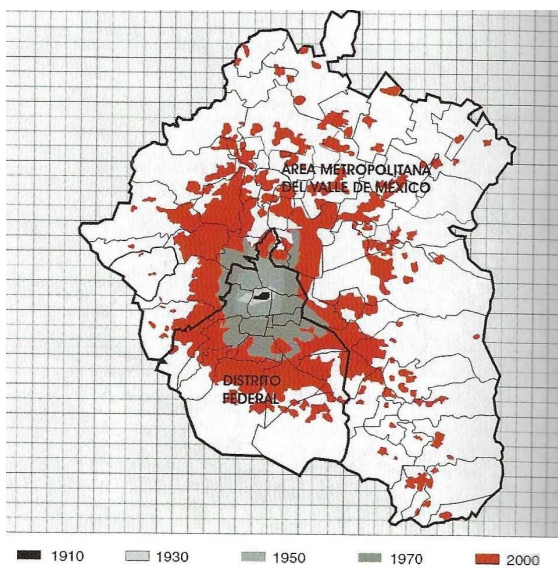 ÁREA METROPOLITANA
DEL VALLE DE MÉXICO
DISTRITO
FEDERAL
1910 1930 1950 1970 2000